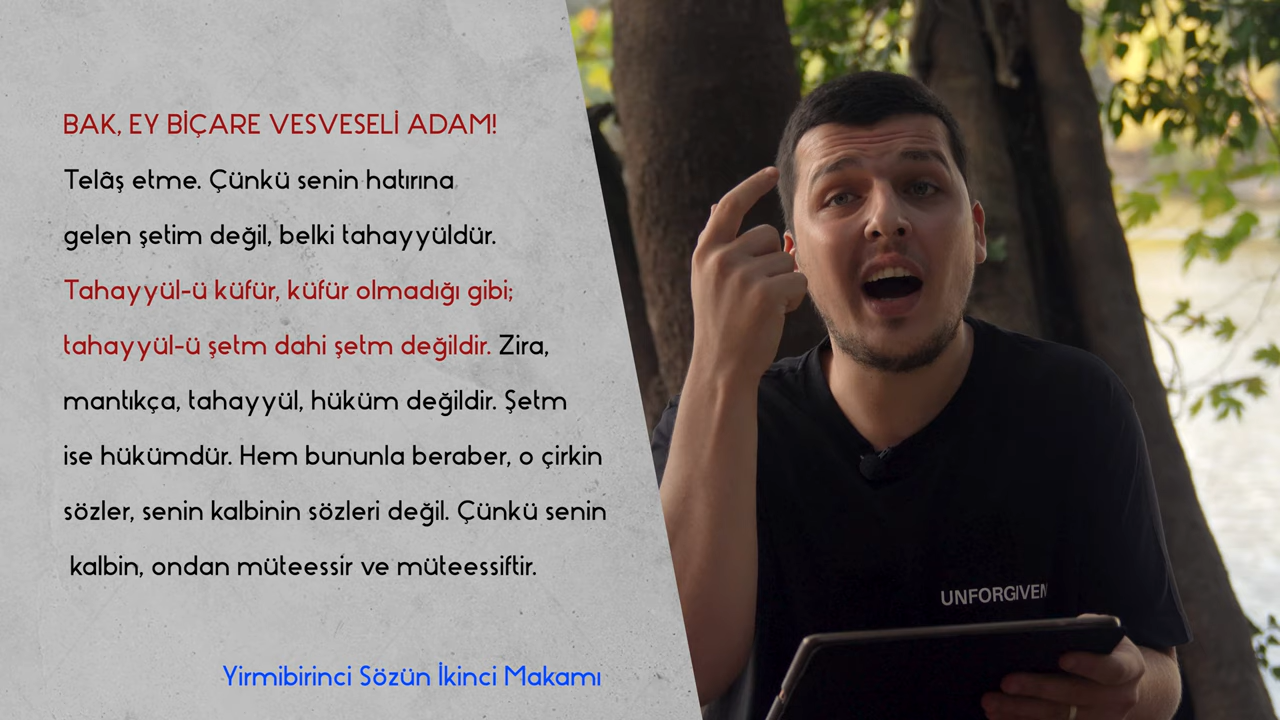 BAK, EY BİÇARE VESVESELİ ADAM!
Telâş etme. Çünkü senin hatırına
gelen şetim değil, belki tahayyüldür.
Tahayyül-ü küfür, küfür olmadığı gibi;
tahayyül-ü şetm dahi şetm değildir. Zira,
mantıkça, tahayyül, hüküm değildir. Şetm
ise hükümdür. Hem bununla beraber, o çirkin
sözler, senin kalbinin sözleri değil. Çünkü senin
kalbin, ondan müteessir ve müteessiftir.
Yirmibirinci Sözün İkinci Makamı
UNFORGIVEN